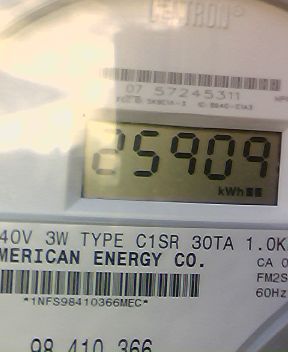 TRON
07 57245311
25909
kWh
40V 3W TYPE C1SR 30TA 1.0K
MERICAN ENERGY CO.
CA 0
FM2S
60Hz
*1NFS98410366MEC*
98 410 366